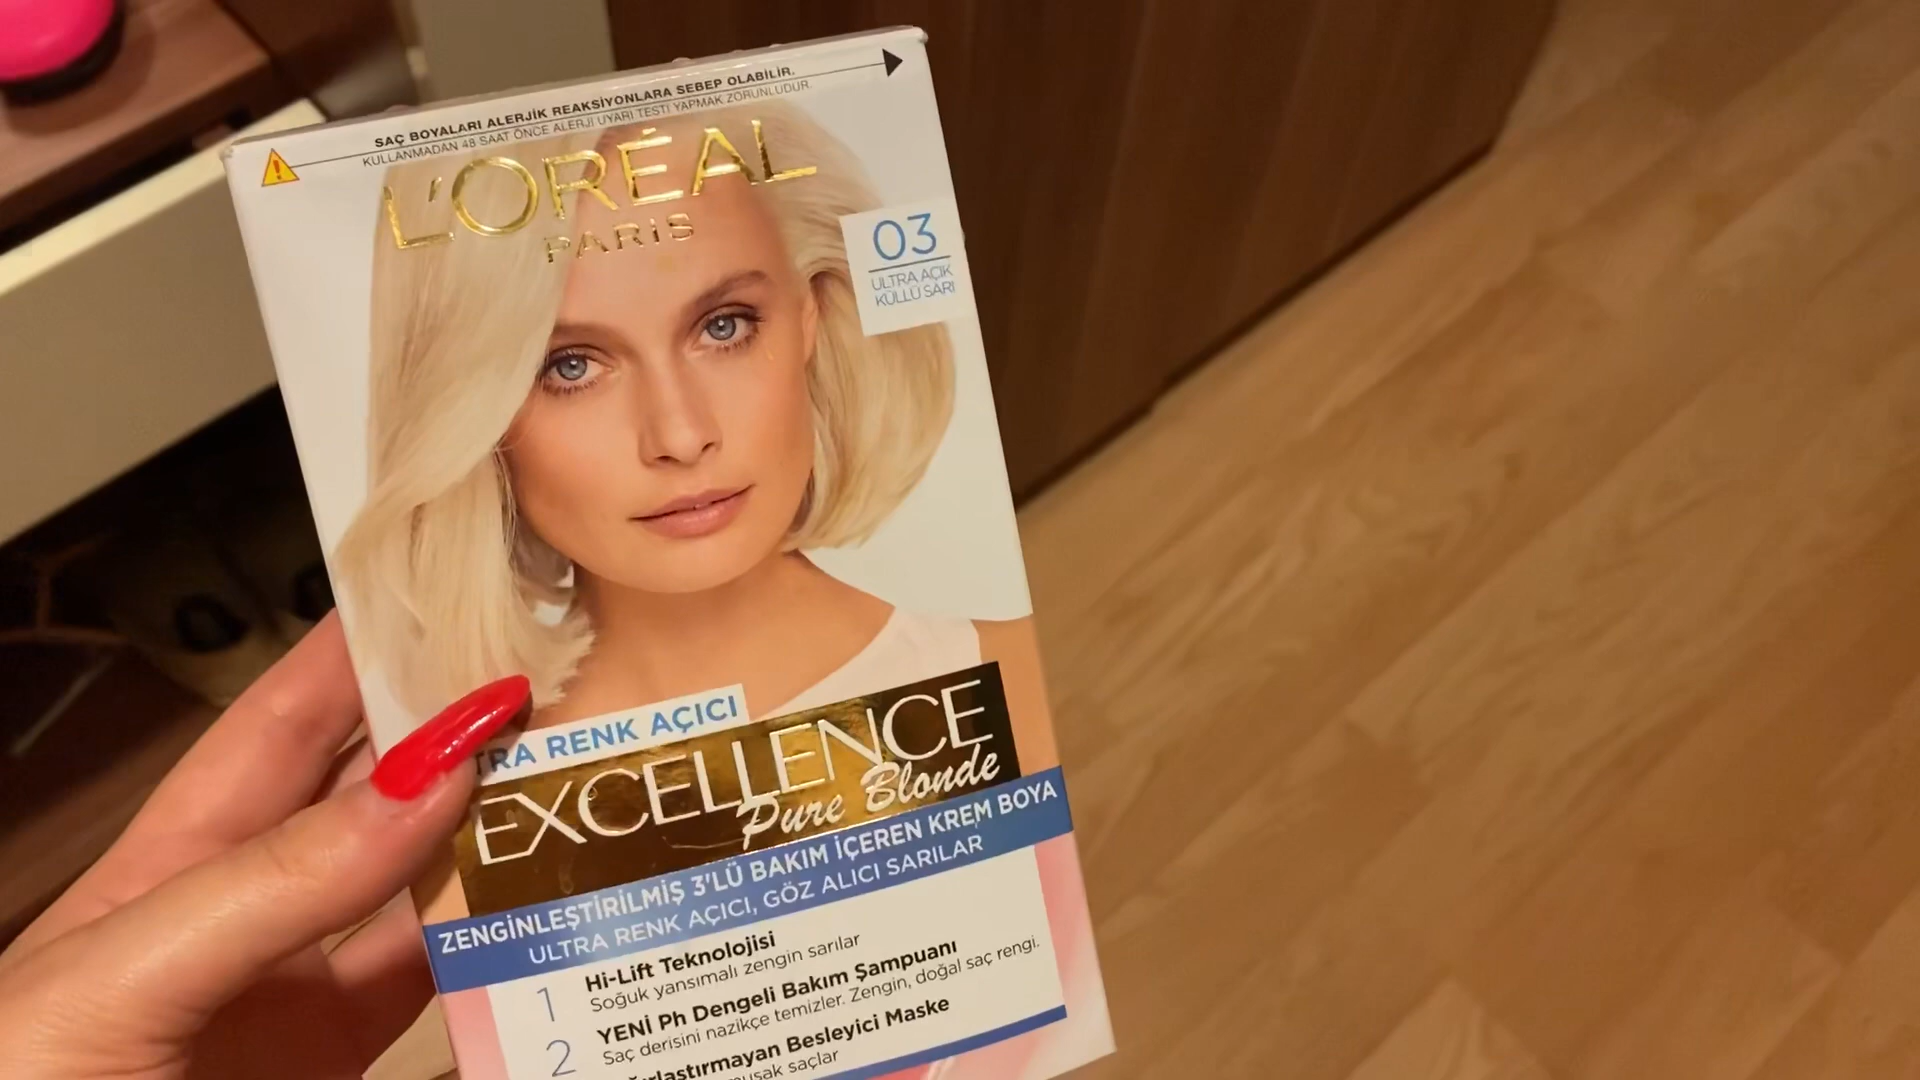 SAÇ BOYALARI ALERJİK REAKSİYONLARA SEBEP OLABİLİR.
KULLANMADAN 48 SAAT ÖNCE ALERJİ UYARI TESTİ YAPMAK ZORUNLUDUR.
L'ORÉAL
PARIS
03
ULTRA AÇIK
KÜLLÜ SARI
TRA RENK AÇICI
EXCELLENCE
Pure Blonde
ZENGİNLEŞTİRİLMİŞ 3'LÜ BAKIM İÇEREN KREM BOYA
ULTRA RENK AÇICI, GÖZ ALICI SARILAR
1 Hi-Lift Teknolojisi
Soğuk yansımalı zengin sarılar
2 YENİ Ph Dengeli Bakım Şampuanı
Saç derisini nazikçe temizler. Zengin, doğal saç rengi.
Besleyici Maske
saçlar